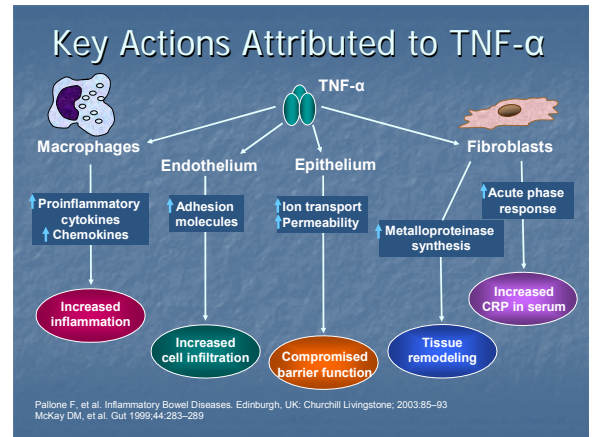 Key Actions Attributed to TNF-α
TNF-α
Macrophages
Endothelium
Epithelium
Fibroblasts
↑Proinflammatory
cytokines
↑Chemokines
↑Adhesion
molecules
↑Ion transport
↑Permeability
↑Metalloproteinase
synthesis
↑Acute phase
response
Increased
inflammation
Increased
cell infiltration
Compromised
barrier function
Tissue
remodeling
Increased
CRP in serum
Pallone F, et al. Inflammatory Bowel Diseases. Edinburgh, UK: Churchill Livingstone; 2003:85–93
McKay DM, et al. Gut 1999;44:283–289